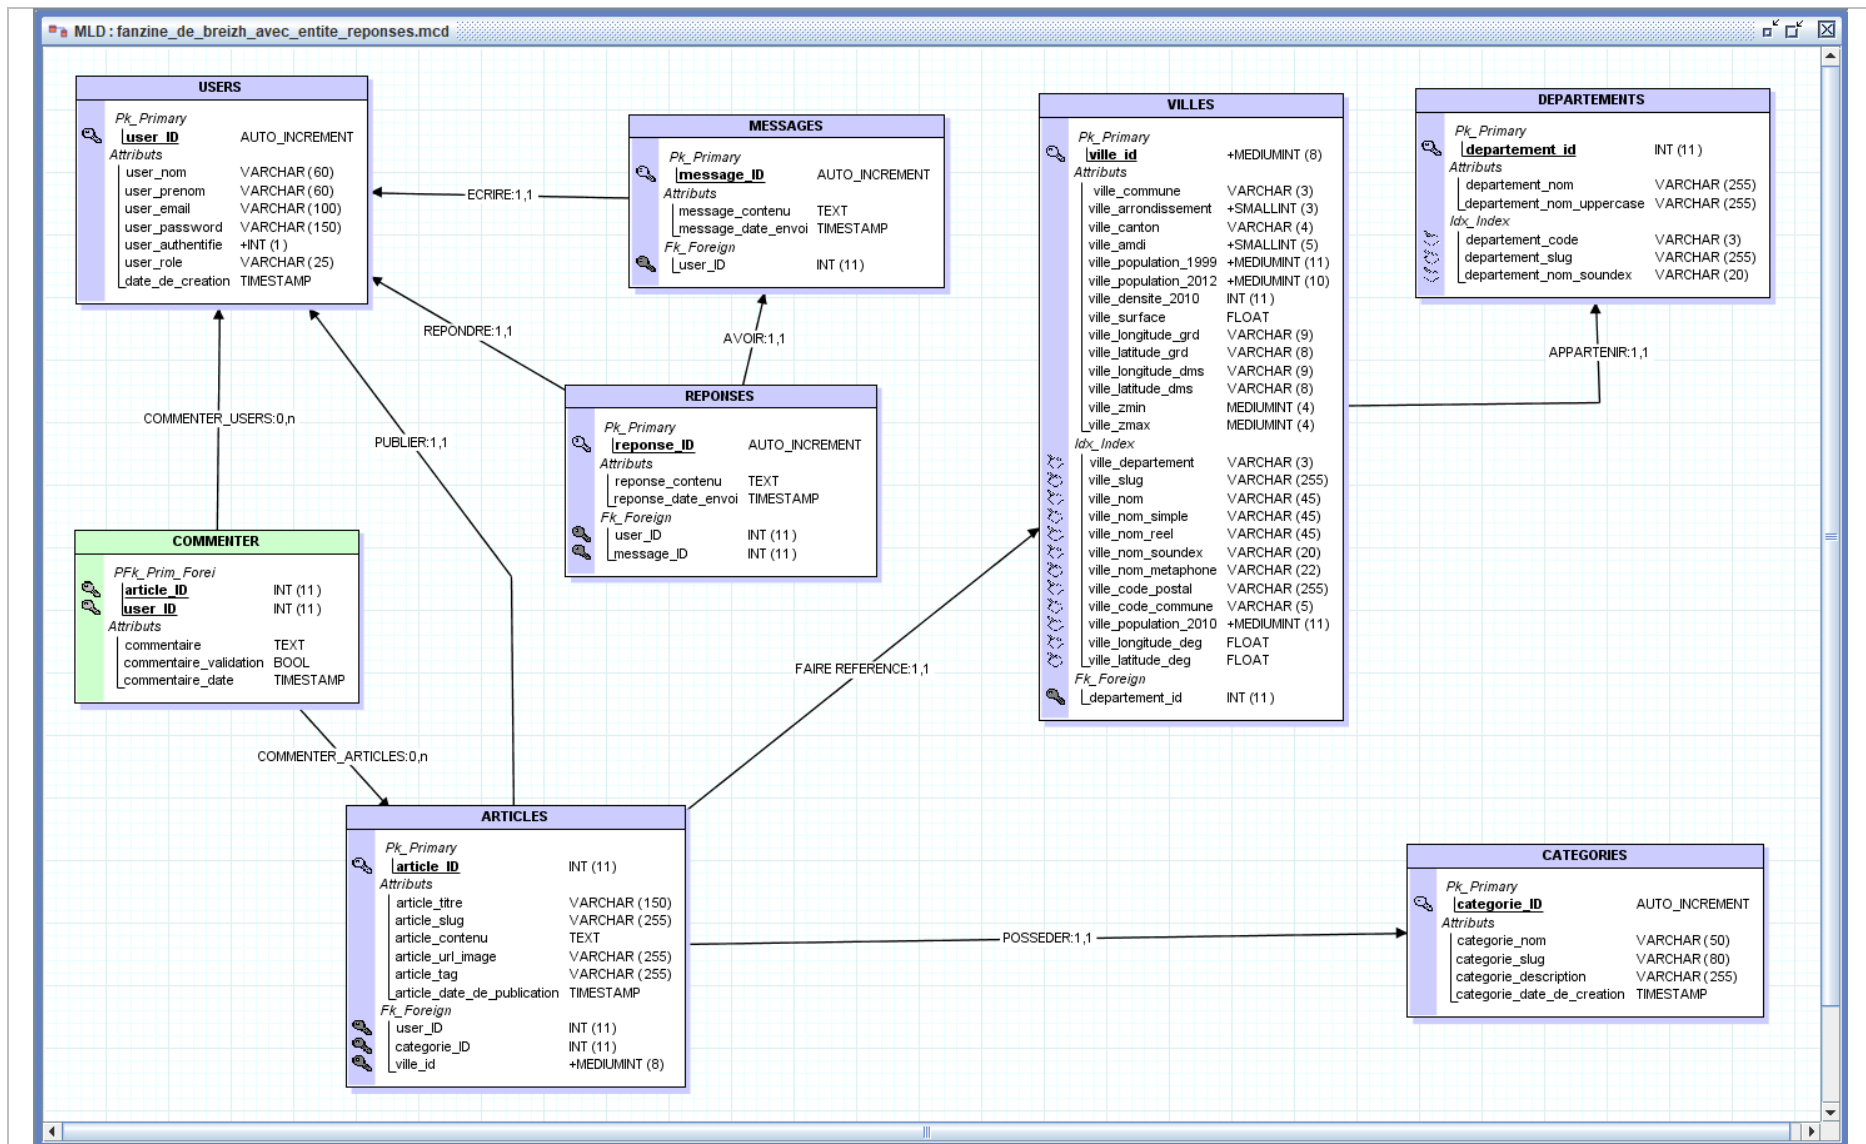 MLD : fanzine_de_breizh_avec_entite_reponses.mcd
USERS
Pk_Primary
user_ID AUTO_INCREMENT
Attributs
user_nom VARCHAR (60)
user_prenom VARCHAR (60)
user_email VARCHAR (100)
user_password VARCHAR (150)
user_authentifie +INT (1)
user_role VARCHAR (25)
date_de_creation TIMESTAMP
MESSAGES
Pk_Primary
message_ID AUTO_INCREMENT
Attributs
message_contenu TEXT
message_date_envoi TIMESTAMP
Fk_Foreign
user_ID INT (11)
VILLES
Pk_Primary
ville_id +MEDIUMINT (8)
Attributs
ville_commune VARCHAR (3)
ville_arrondissement +SMALLINT (3)
ville_canton VARCHAR (4)
ville_amdi +SMALLINT (5)
ville_population_1999 +MEDIUMINT (11)
ville_population_2012 +MEDIUMINT (10)
ville_densite_2010 INT (11)
ville_surface FLOAT
ville_longitude_grd VARCHAR (9)
ville_latitude_grd VARCHAR (8)
ville_longitude_dms VARCHAR (9)
ville_latitude_dms VARCHAR (8)
ville_zmin MEDIUMINT (4)
ville_zmax MEDIUMINT (4)
Idx_Index
ville_departement VARCHAR (3)
ville_slug VARCHAR (255)
ville_nom VARCHAR (45)
ville_nom_simple VARCHAR (45)
ville_nom_reel VARCHAR (45)
ville_nom_soundex VARCHAR (20)
ville_nom_metaphone VARCHAR (22)
ville_code_postal VARCHAR (255)
ville_code_commune VARCHAR (5)
ville_population_2010 +MEDIUMINT (11)
ville_longitude_deg FLOAT
ville_latitude_deg FLOAT
Fk_Foreign
departement_id INT (11)
DEPARTEMENTS
Pk_Primary
departement_id INT (11)
Attributs
departement_nom VARCHAR (255)
departement_nom_uppercase VARCHAR (255)
Idx_Index
departement_code VARCHAR (3)
departement_slug VARCHAR (255)
departement_nom_soundex VARCHAR (20)
ECRIRE:1,1
REPONDRE:1,1
AVOIR:1,1
APPARTENIR:1,1
REPONSES
Pk_Primary
reponse_ID AUTO_INCREMENT
Attributs
reponse_contenu TEXT
reponse_date_envoi TIMESTAMP
Fk_Foreign
user_ID INT (11)
message_ID INT (11)
COMMENTER_USERS:0,n
PUBLIER:1,1
COMMENTER
PFk_Prim_Forei
article_ID INT (11)
user_ID INT (11)
Attributs
commentaire TEXT
commentaire_validation BOOL
commentaire_date TIMESTAMP
FAIRE REFERENCE:1,1
COMMENTER_ARTICLES:0,n
ARTICLES
Pk_Primary
article_ID INT (11)
Attributs
article_titre VARCHAR (150)
article_slug VARCHAR (255)
article_contenu TEXT
article_url_image VARCHAR (255)
article_tag VARCHAR (255)
article_date_de_publication TIMESTAMP
Fk_Foreign
user_ID INT (11)
categorie_ID INT (11)
ville_id +MEDIUMINT (8)
POSSEDER:1,1
CATEGORIES
Pk_Primary
categorie_ID AUTO_INCREMENT
Attributs
categorie_nom VARCHAR (50)
categorie_slug VARCHAR (80)
categorie_description VARCHAR (255)
categorie_date_de_creation TIMESTAMP